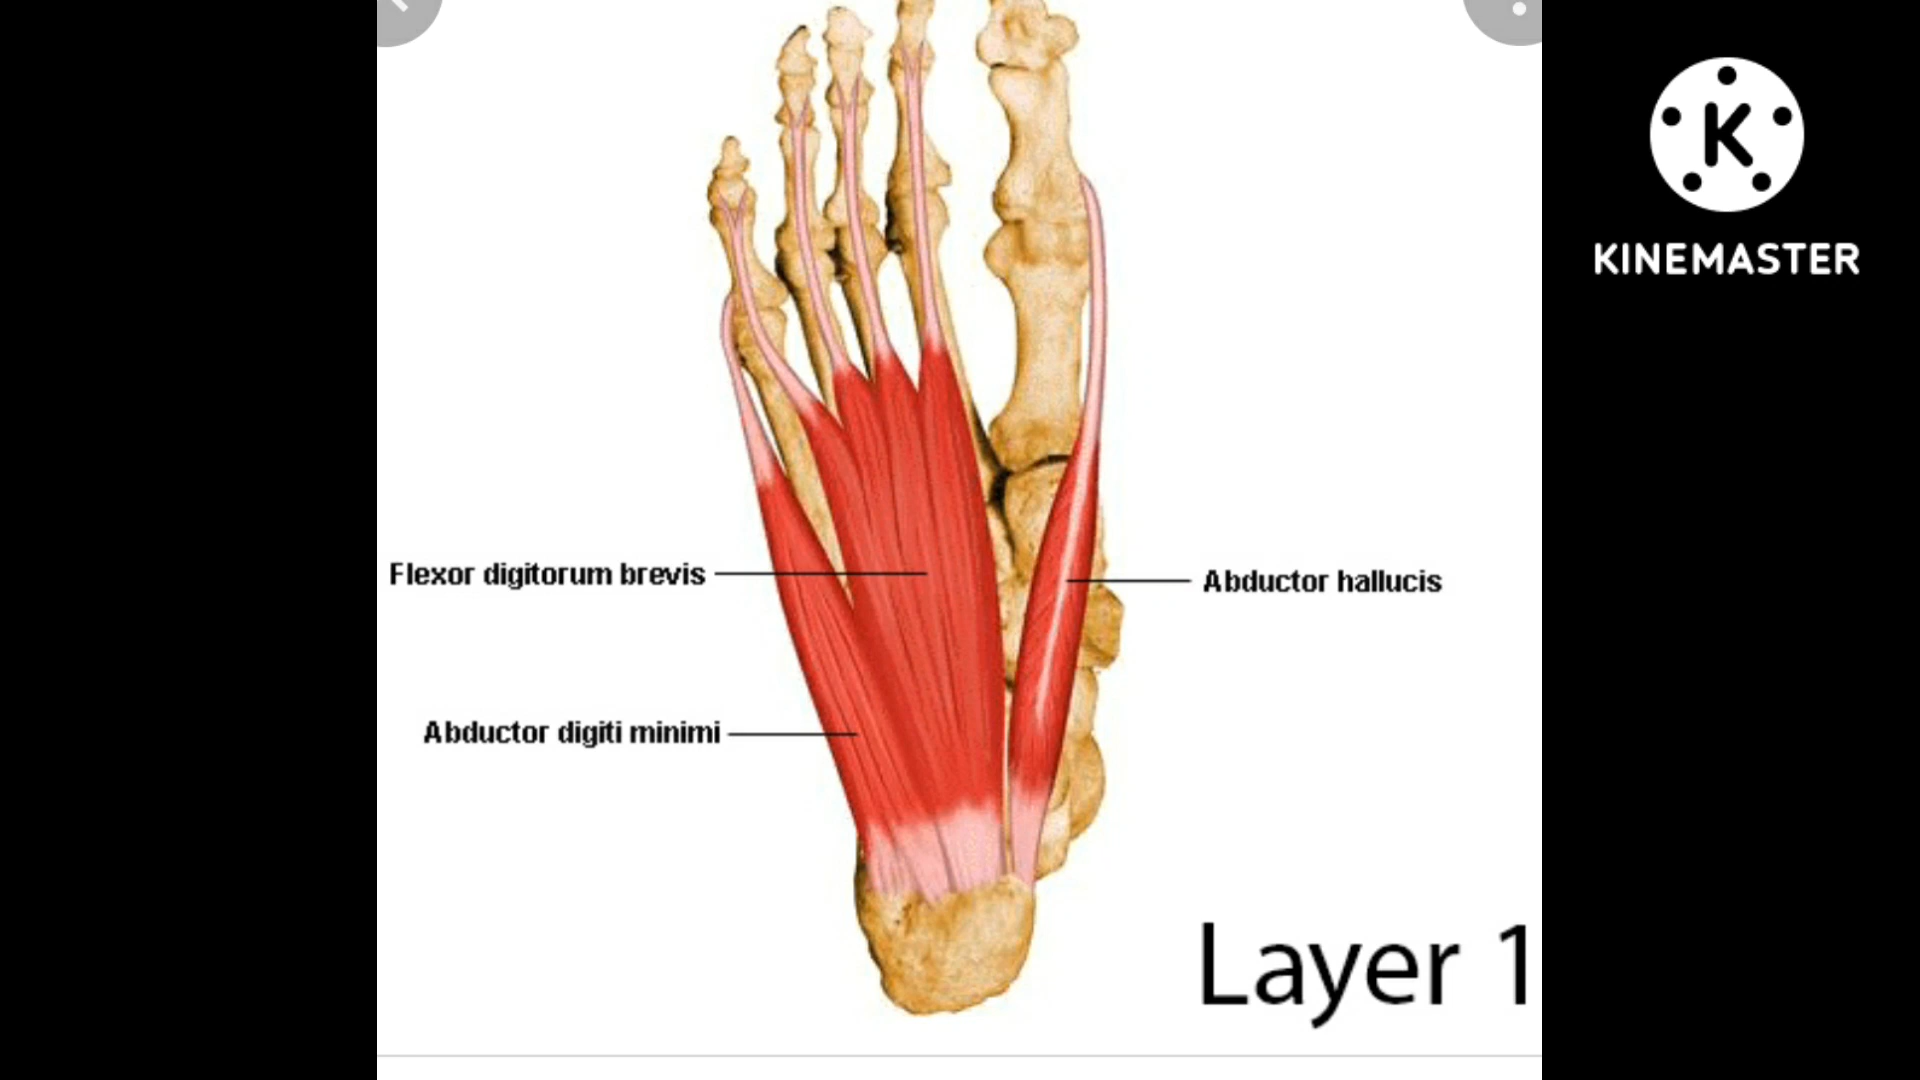 K
KINEMASTER
Flexor digitorum brevis
Abductor hallucis
Abductor digiti minimi
Layer 1